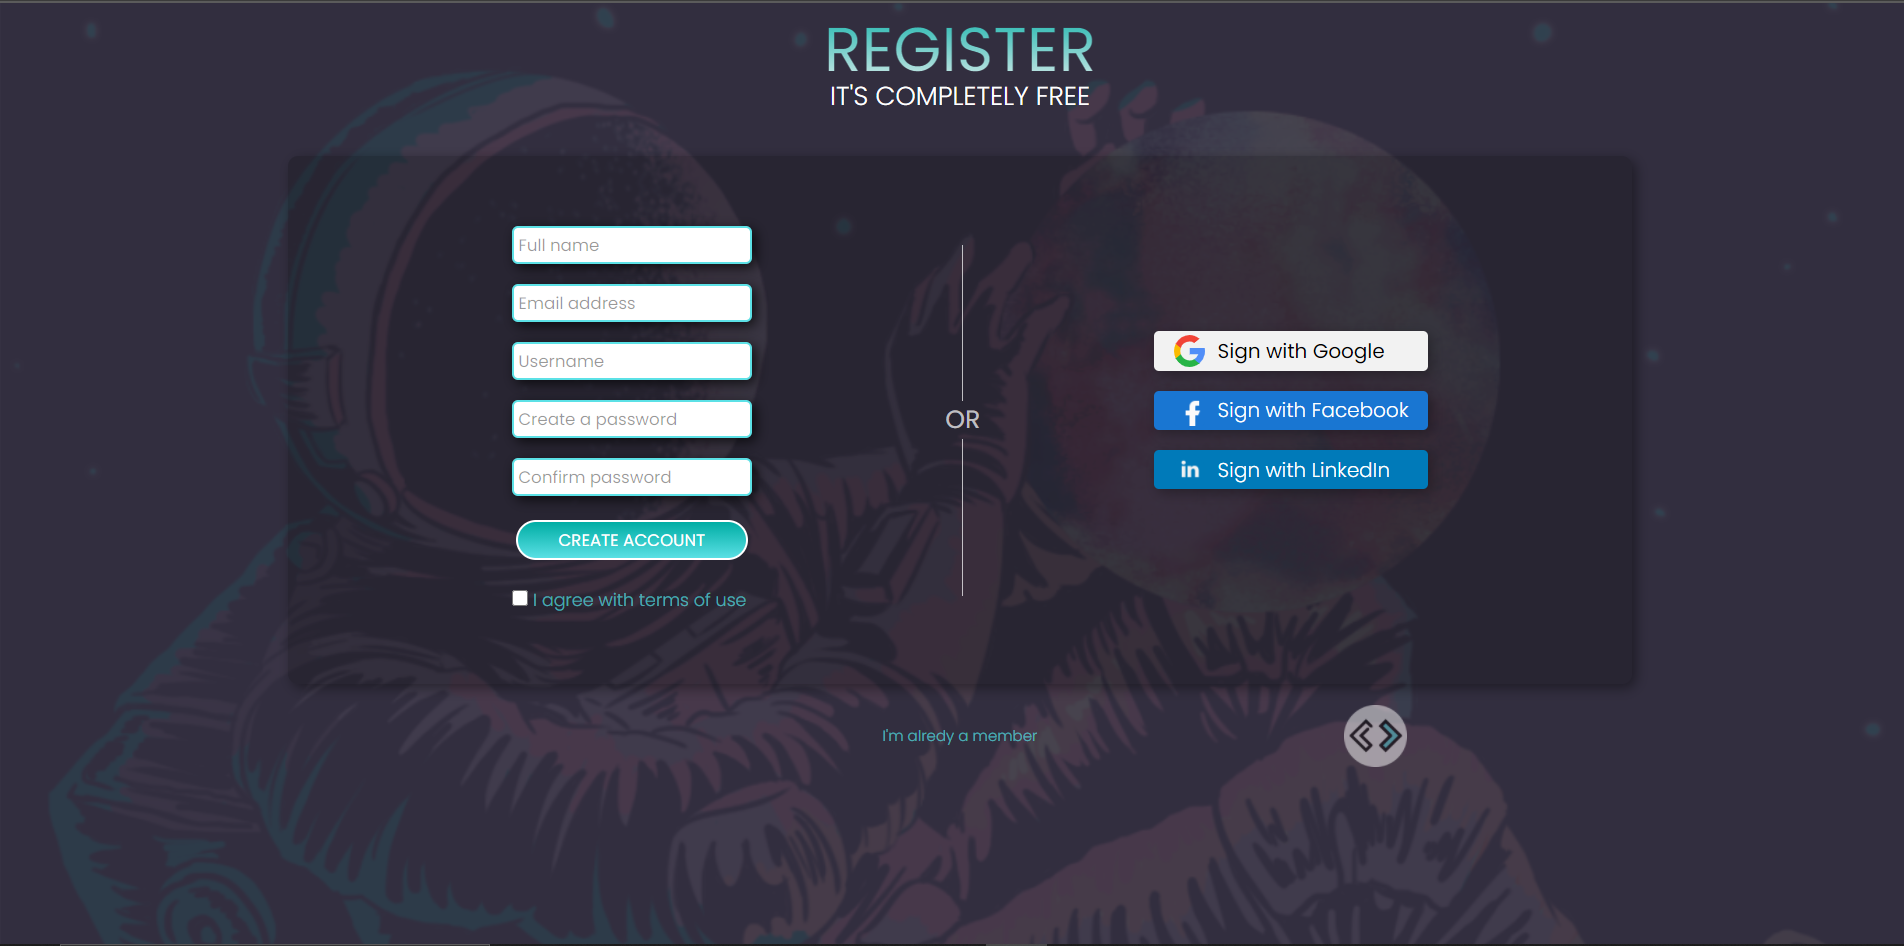 REGISTER
IT'S COMPLETELY FREE
Full name
Email address
Username
Create a password
Confirm password
CREATE ACCOUNT
I agree with terms of use
OR
Sign with Google
Sign with Facebook
in Sign with LinkedIn
I'm alredy a member